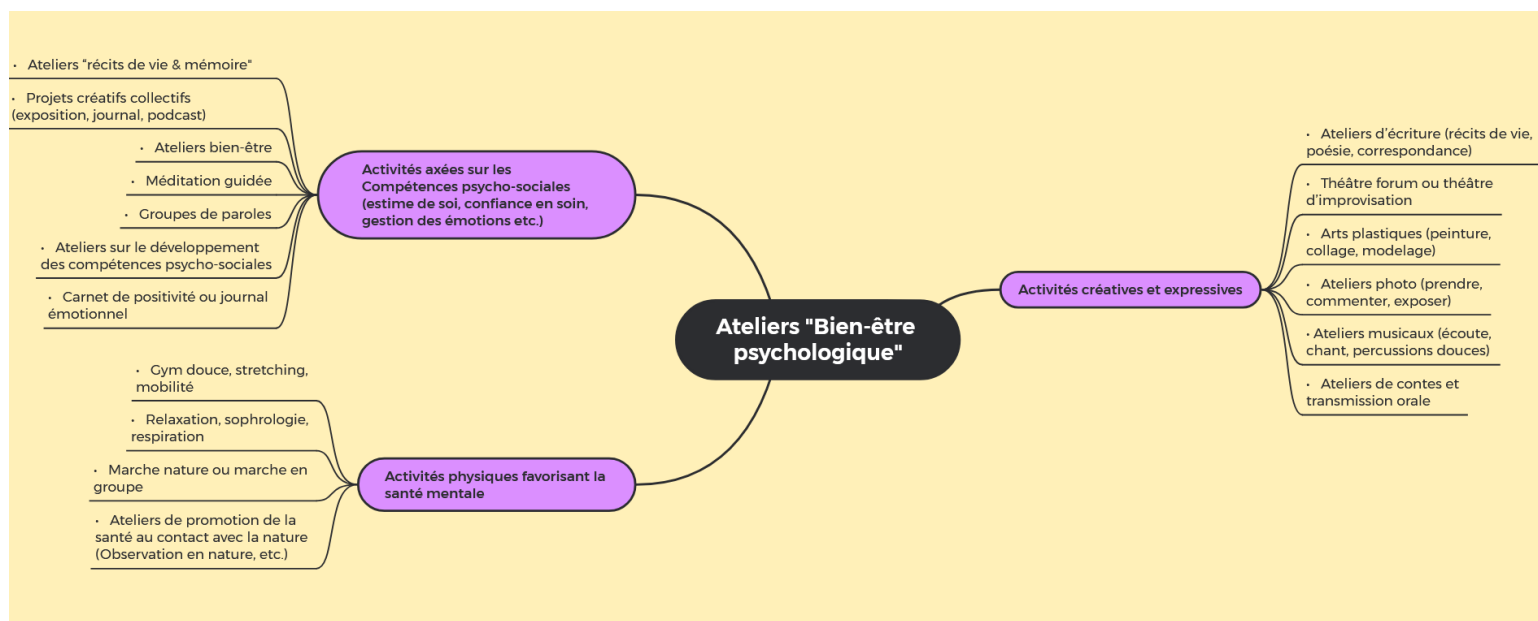 Ateliers "Bien-être
psychologique"
Activités axées sur les
Compétences psycho-sociales
(estime de soi, confiance en soin,
gestion des émotions etc.)
• Ateliers "récits de vie & mémoire"
• Projets créatifs collectifs
(exposition, journal, podcast)
• Ateliers bien-être
• Méditation guidée
• Groupes de paroles
• Ateliers sur le développement
des compétences psycho-sociales
• Carnet de positivité ou journal
émotionnel
Activités physiques favorisant la
santé mentale
• Gym douce, stretching,
mobilité
• Relaxation, sophrologie,
respiration
• Marche nature ou marche en
groupe
• Ateliers de promotion de la
santé au contact avec la nature
(Observation en nature, etc.)
Activités créatives et expressives
• Ateliers d’écriture (récits de vie,
poésie, correspondance)
• Théâtre forum ou théâtre
d’improvisation
• Arts plastiques (peinture,
collage, modelage)
• Ateliers photo (prendre,
commenter, exposer)
• Ateliers musicaux (écoute,
chant, percussions douces)
• Ateliers de contes et
transmission orale